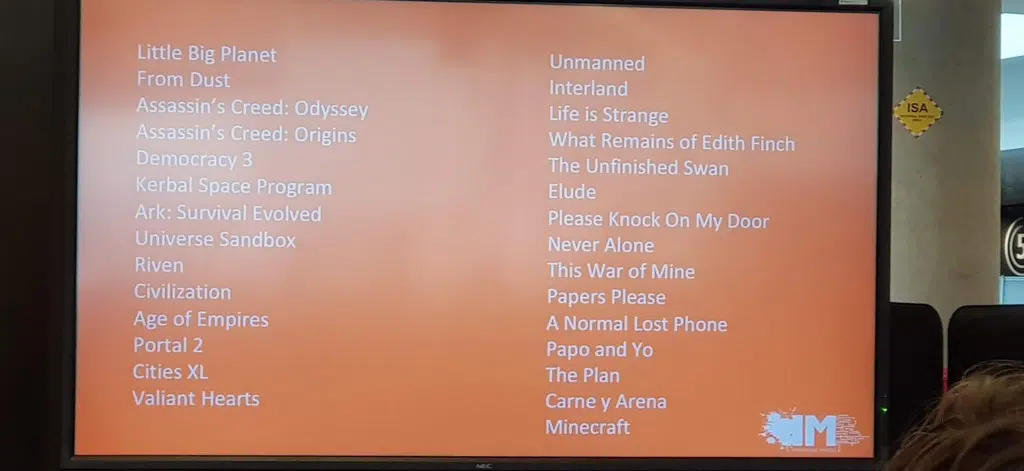 Little Big Planet
From Dust
Assassin's Creed: Odyssey
Assassin's Creed: Origins
Democracy 3
Kerbal Space Program
Ark: Survival Evolved
Universe Sandbox
Riven
Civilization
Age of Empires
Portal 2
Cities XL
Valiant Hearts
Unmanned
Interland
Life is Strange
What Remains of Edith Finch
The Unfinished Swan
Elude
Please Knock On My Door
Never Alone
This War of Mine
Papers Please
A Normal Lost Phone
Papo and Yo
The Plan
Carne y Arena
Minecraft
IM
NEC
ISA
5